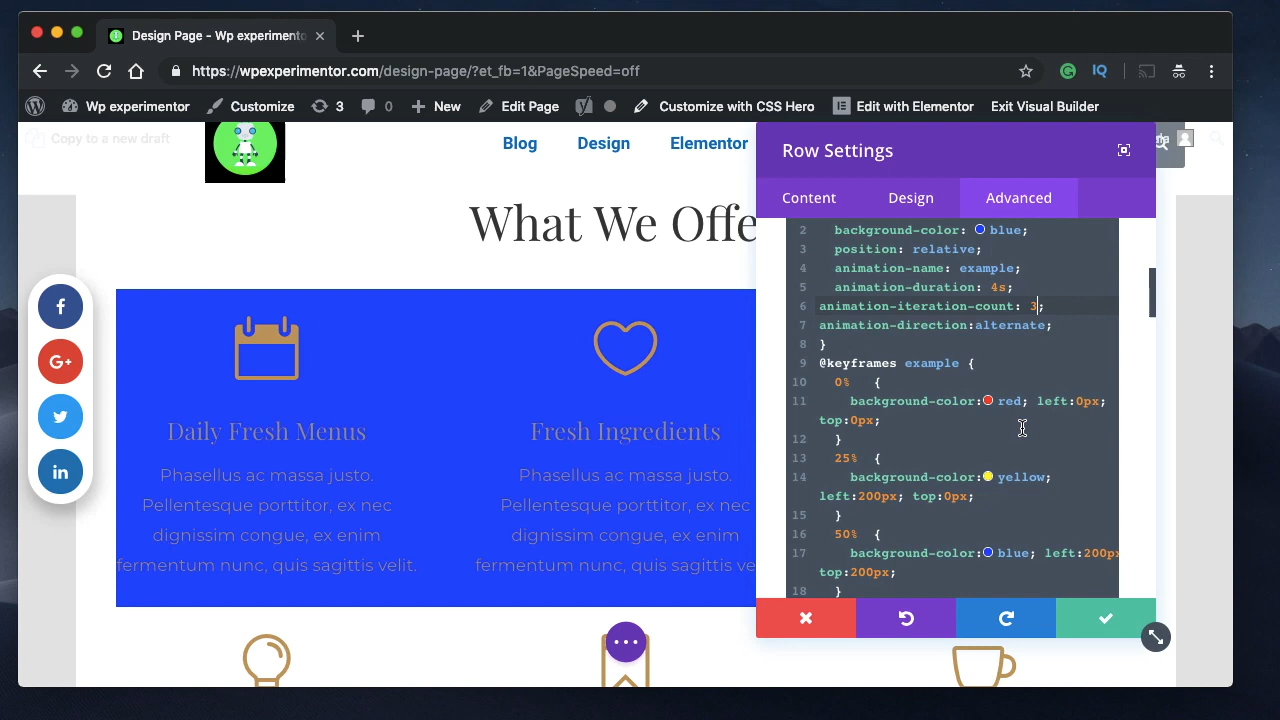 Design Page - Wp experimento
https://wpexperimentor.com/design-page/?et_fb=1&PageSpeed=off
Wp experimentor
Customize
3
0
New
Edit Page
Customize with CSS Hero
Edit with Elementor
Exit Visual Builder
Copy to a new draft
Blog
Design
Elementor
Row Settings
Content
Design
Advanced
What We Offe
2 background-color: blue;
3 position: relative;
4 animation-name: example;
5 animation-duration: 4s;
6 animation-iteration-count: 3;
7 animation-direction:alternate;
8 }
9 @keyframes example {
10 0% {
11 background-color: red; left:0px;
top:0px;
12 }
13 25% {
14 background-color: yellow;
left:200px; top:0px;
15 }
16 50% {
17 background-color: blue; left:200px
top:200px;
18 }
Daily Fresh Menus
Phasellus ac massa justo.
Pellentesque porttitor, ex nec
dignissim congue, ex enim
fermentum nunc, quis sagittis velit.
Fresh Ingredients
Phasellus ac massa justo.
Pellentesque porttitor, ex nec
dignissim congue, ex enim
fermentum nunc, quis sagittis ve
f
G+
in